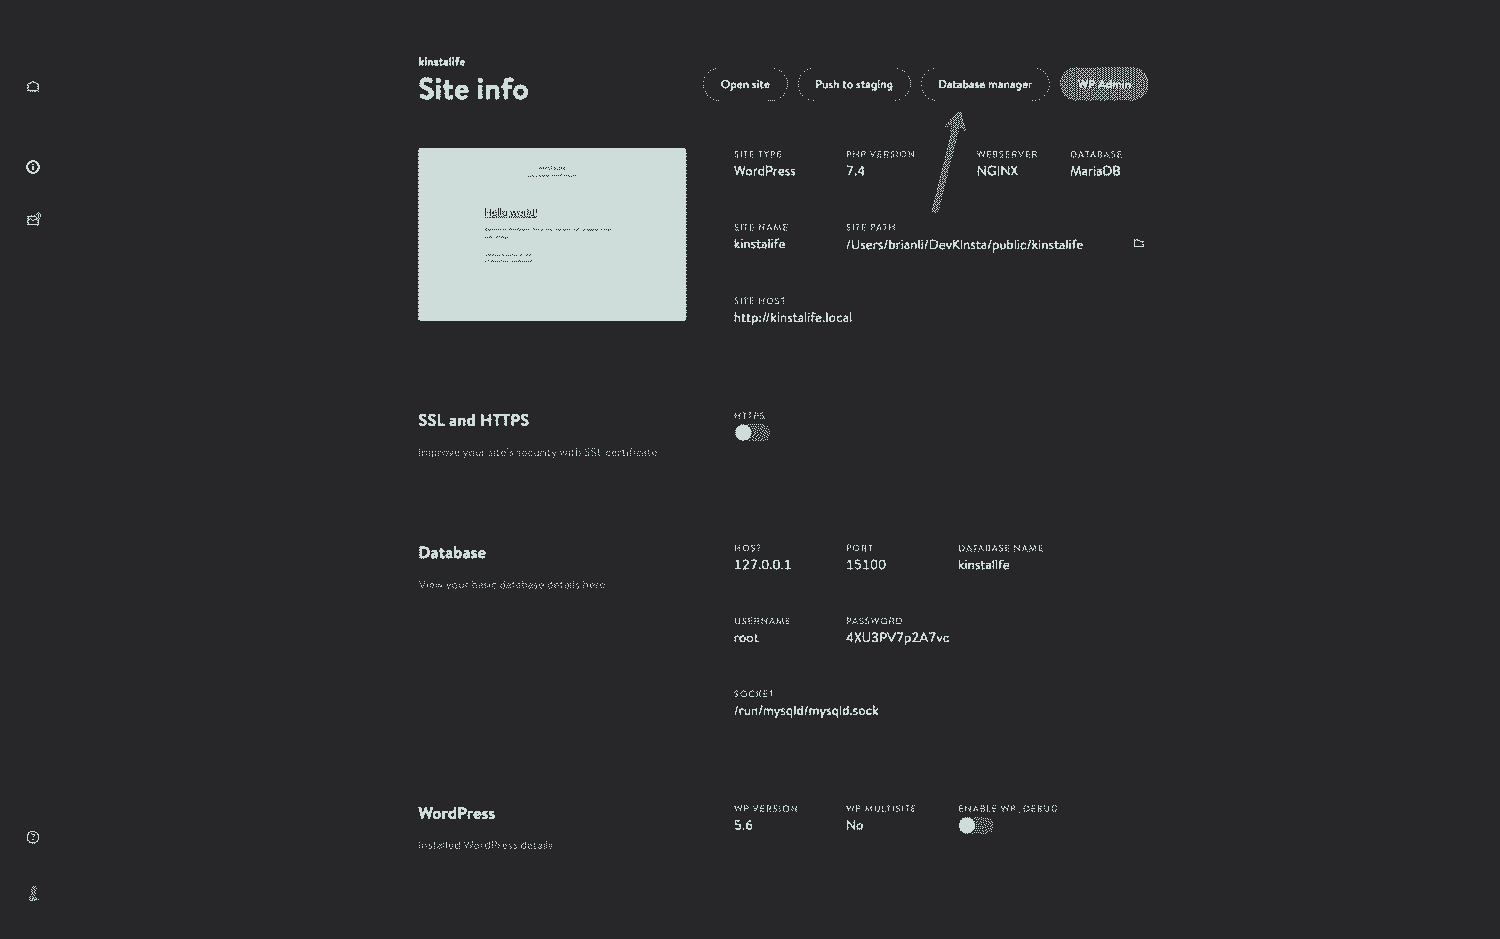 kinstalife
Site info
Open site
Push to staging
Database manager
WP Admin
SITE TYPE
PHP VERSION
WEBSERVER
DATABASE
WordPress
7.4
NGINX
MariaDB
Hello world!
SITE NAME
SITE PATH
kinstalife
/Users/brianli/DevKinsta/public/kinstalife
SITE HOST
http://kinstalife.local
SSL and HTTPS
HTTPS
Improve your site's security with SSL certificate
Database
HOST
PORT
DATABASE NAME
127.0.0.1
15100
kinstalife
View your basic database details here
USERNAME
PASSWORD
root
4XU3PV7p2A7vc
SOCKET
/run/mysqld/mysqld.sock
WordPress
WP VERSION
WP MULTISITE
ENABLE WP_DEBUG
5.6
No
Installed WordPress details